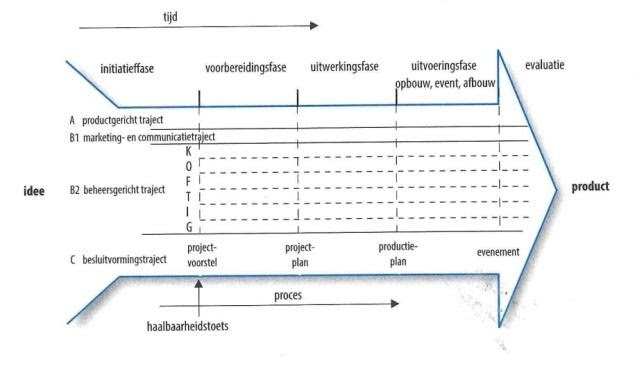 tijd
initiatieffase
voorbereidingsfase
uitwerkingsfase
uitvoeringsfase
opbouw, event, afbouw
evaluatie
A productgericht traject
B1 marketing- en communicatietraject
K
O
F
T
I
G
idee
B2 beheersgericht traject
product
C besluitvormingstraject
project-
voorstel
project-
plan
productie-
plan
evenement
proces
haalbaarheidstoets